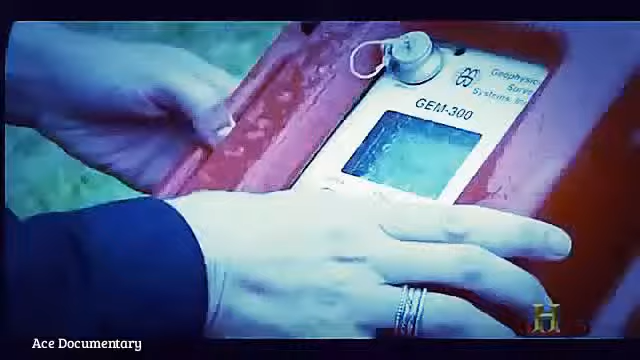 Geophysic
Surve
Systems Inc
GEM-300
H
Ace Documentary